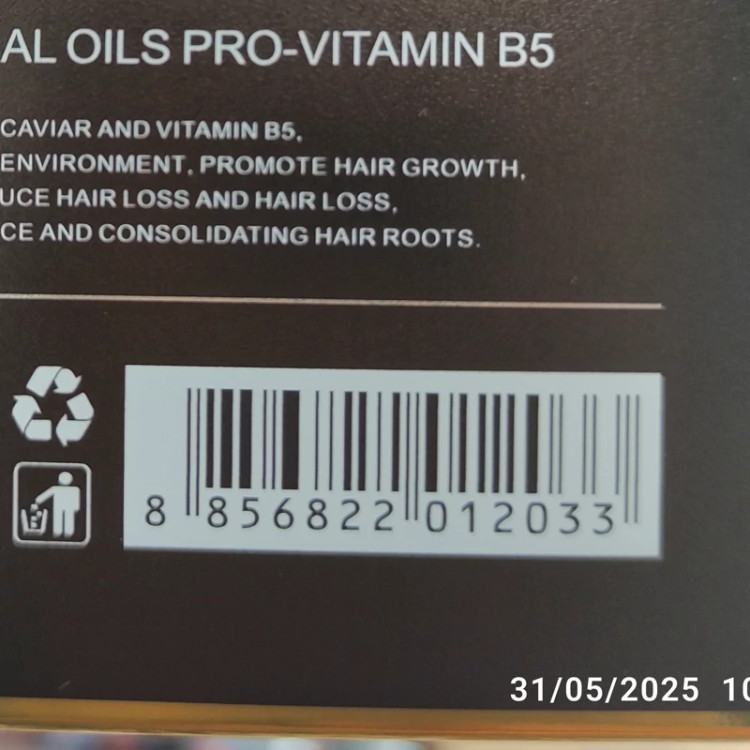 AL OILS PRO-VITAMIN B5
CAVIAR AND VITAMIN B5,
ENVIRONMENT, PROMOTE HAIR GROWTH,
UCE HAIR LOSS AND HAIR LOSS,
CE AND CONSOLIDATING HAIR ROOTS.
8 856822 012033
31/05/2025 10